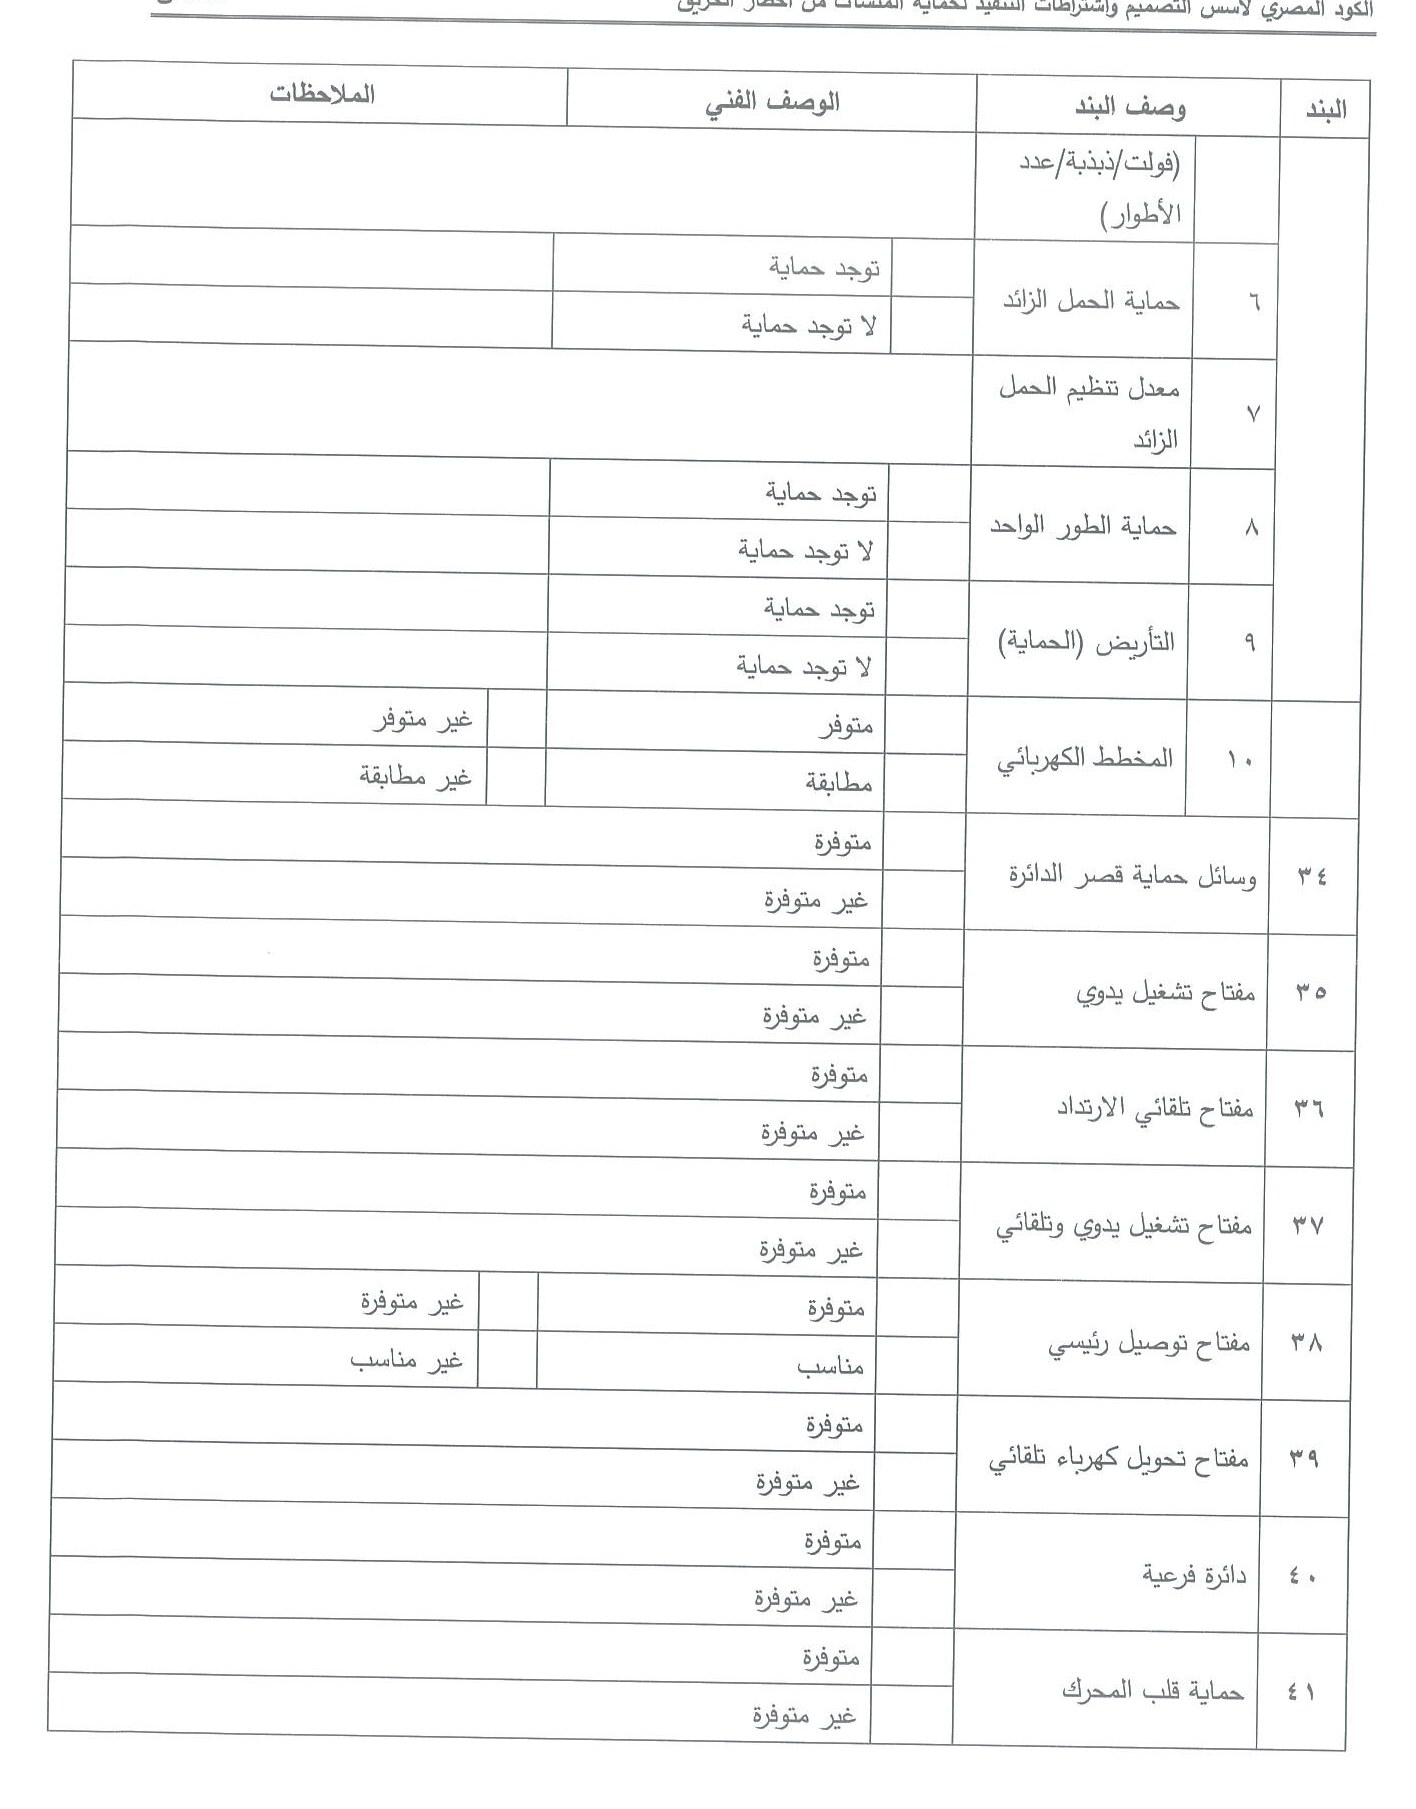 الكود المصري لأسس التصميم واشتراطات التنفيذ لحماية المنشآت من أخطار الحريق
البند
وصف البند
الوصف الفني
الملاحظات
(فولت/ذبذبة/عدد
الأطوار)
٦
حماية الحمل الزائد
توجد حماية
لا توجد حماية
٧
معدل تنظيم الحمل
الزائد
٨
حماية الطور الواحد
توجد حماية
لا توجد حماية
٩
التأريض (الحماية)
توجد حماية
لا توجد حماية
١٠
المخطط الكهربائي
متوفر
غير متوفر
مطابقة
غير مطابقة
٣٤
وسائل حماية قصر الدائرة
متوفرة
غير متوفرة
٣٥
مفتاح تشغيل يدوي
متوفرة
غير متوفرة
٣٦
مفتاح تلقائي الارتداد
متوفرة
غير متوفرة
٣٧
مفتاح تشغيل يدوي وتلقائي
متوفرة
غير متوفرة
٣٨
مفتاح توصيل رئيسي
متوفرة
غير متوفرة
مناسب
غير مناسب
٣٩
مفتاح تحويل كهرباء تلقائي
متوفرة
غير متوفرة
٤٠
دائرة فرعية
متوفرة
غير متوفرة
٤١
حماية قلب المحرك
متوفرة
غير متوفرة